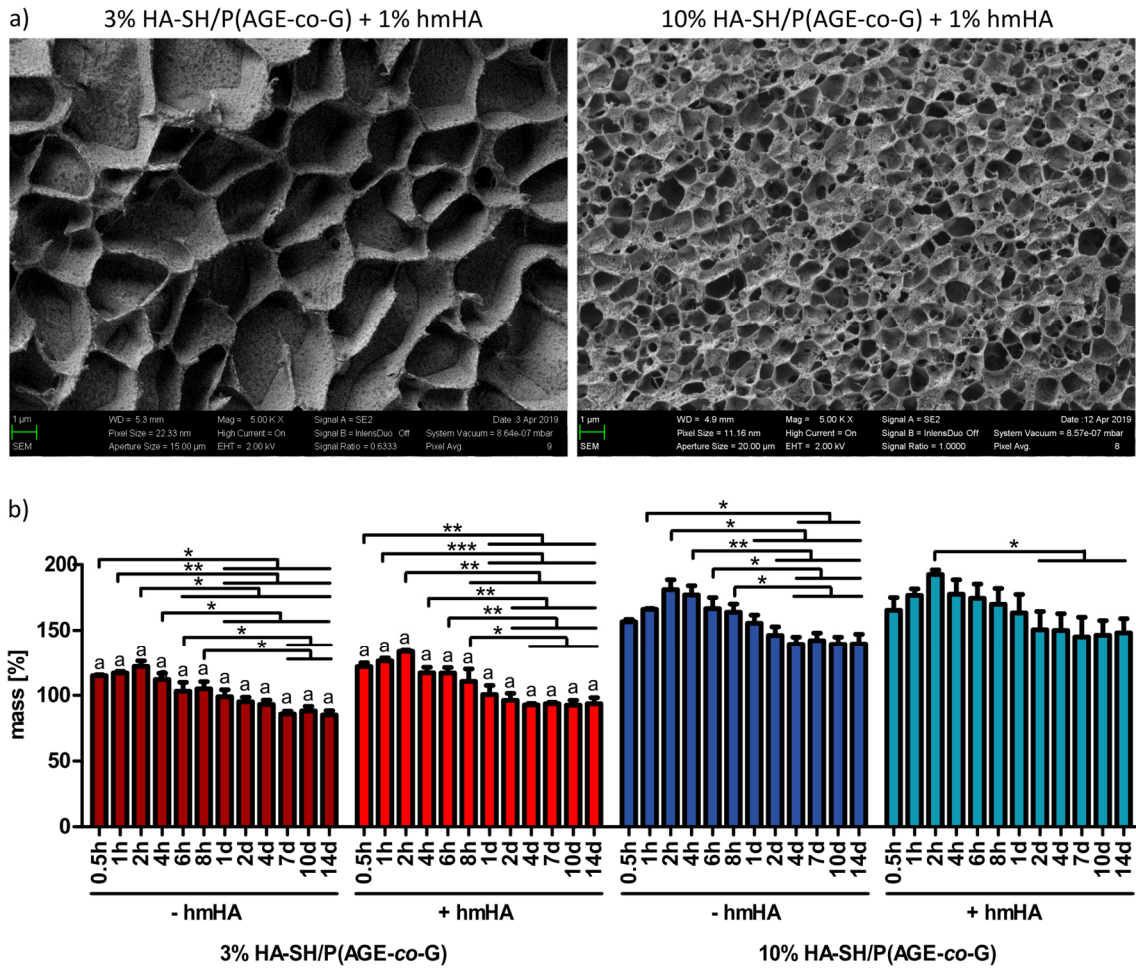 a)
3% HA-SH/P(AGE-co-G) + 1% hmHA
10% HA-SH/P(AGE-co-G) + 1% hmHA
1 µm
WD = 5.3 mm
Mag = 5.00 K X
Signal A = SE2
Date :3 Apr 2019
Pixel Size = 22.33 nm
High Current = On
Signal B = InlensDuo Off
System Vacuum = 8.64e-07 mbar
SEM
Aperture Size = 15.00 µm
EHT = 2.00 kV
Signal Ratio = 0.6333
Pixel Avg.
9
1 µm
WD = 4.9 mm
Mag = 5.00 K X
Signal A = SE2
Date :12 Apr 2019
Pixel Size = 11.16 nm
High Current = On
Signal B = InlensDuo Off
System Vacuum = 8.57e-07 mbar
SEM
Aperture Size = 20.00 µm
EHT = 2.00 kV
Signal Ratio = 1.0000
Pixel Avg.
8
b)
mass [%]
200
150
100
50
0
*
**
*
*
*
*
**
***
**
**
**
*
*
*
**
*
*
*
a a a a a a a a a a a a
a a a a a a a a a a a a
0.5h 1h 2h 4h 6h 8h 1d 2d 4d 7d 10d 14d
0.5h 1h 2h 4h 6h 8h 1d 2d 4d 7d 10d 14d
0.5h 1h 2h 4h 6h 8h 1d 2d 4d 7d 10d 14d
0.5h 1h 2h 4h 6h 8h 1d 2d 4d 7d 10d 14d
- hmHA
+ hmHA
- hmHA
+ hmHA
3% HA-SH/P(AGE-co-G)
10% HA-SH/P(AGE-co-G)